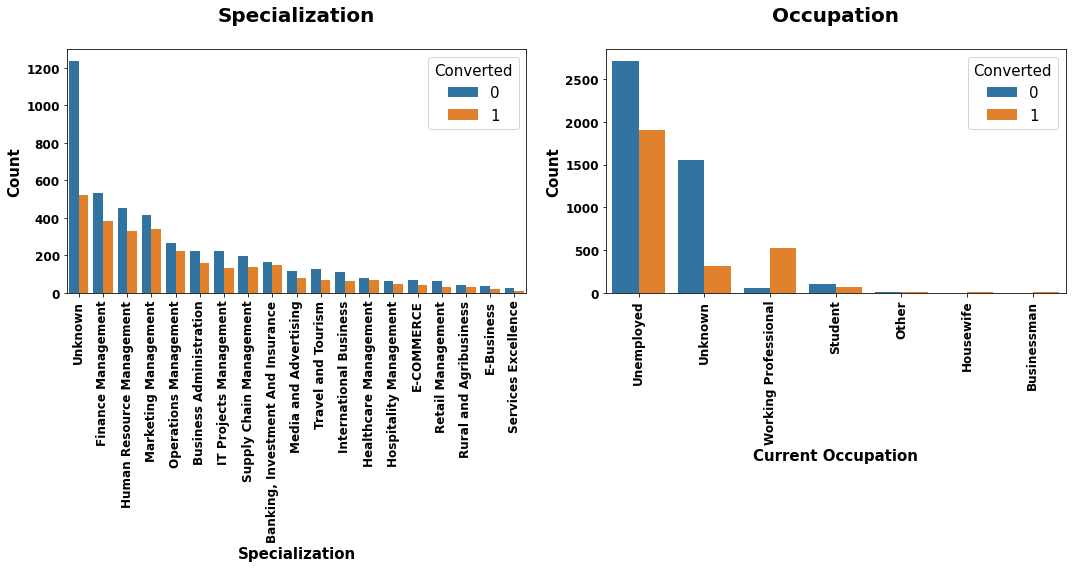 Specialization
Count
1200
1000
800
600
400
200
0
Converted
0
1
Unknown
Finance Management
Human Resource Management
Marketing Management
Operations Management
Business Administration
IT Projects Management
Supply Chain Management
Banking, Investment And Insurance
Media and Advertising
Travel and Tourism
International Business
Healthcare Management
Hospitality Management
E-COMMERCE
Retail Management
Rural and Agribusiness
E-Business
Services Excellence
Specialization
Occupation
Count
2500
2000
1500
1000
500
0
Converted
0
1
Unemployed
Unknown
Working Professional
Student
Other
Housewife
Businessman
Current Occupation